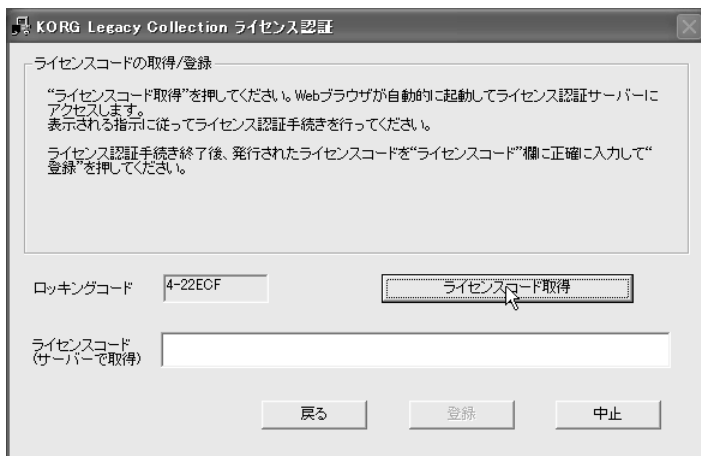 KORG Legacy Collection ライセンス認証
ライセンスコードの取得/登録
“ライセンスコード取得”を押してください。Webブラウザが自動的に起動してライセンス認証サーバーに
アクセスします。
表示される指示に従ってライセンス認証手続きを行ってください。
ライセンス認証手続き終了後、発行されたライセンスコードを“ライセンスコード”欄に正確に入力して“
登録”を押してください。
ロッキングコード 4-22ECF ライセンスコード取得
ライセンスコード
(サーバーで取得)
戻る 登録 中止